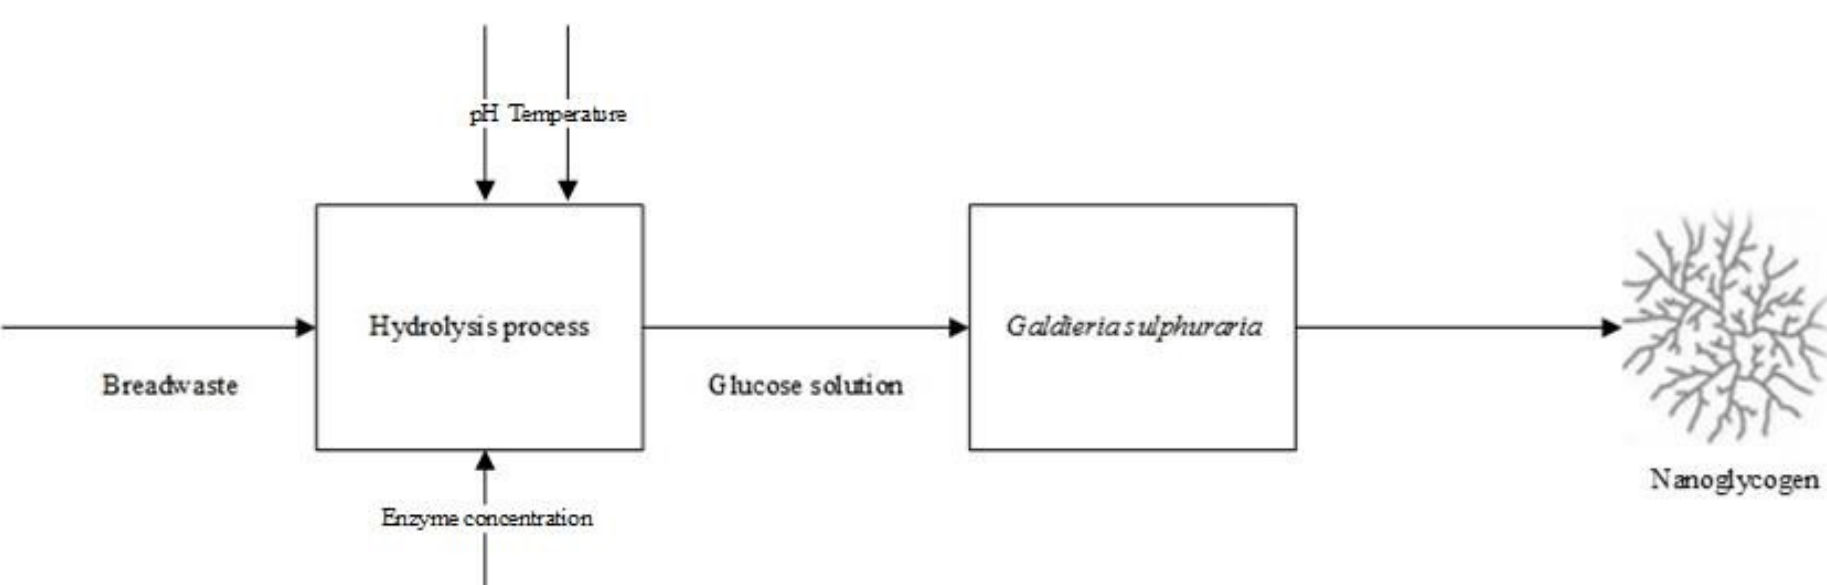 pH Temperature
Hydrolysis process
Galdieria sulphuraria
Breadwaste
Glucose solution
Nanoglycogen
Enzyme concentration